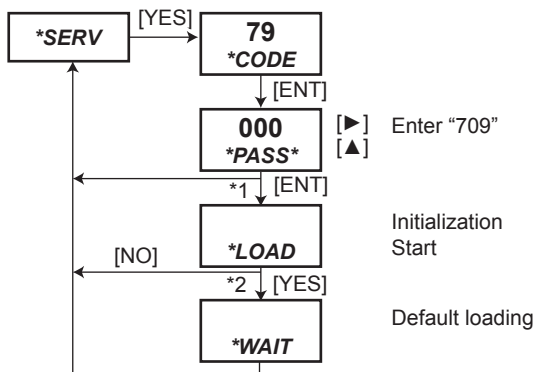 *SERV
[YES]
79
*CODE
[ENT]
000
*PASS*
[►]
[▲]
Enter “709”
*1
[ENT]
*LOAD
Initialization
Start
[NO]
*2
[YES]
*WAIT
Default loading